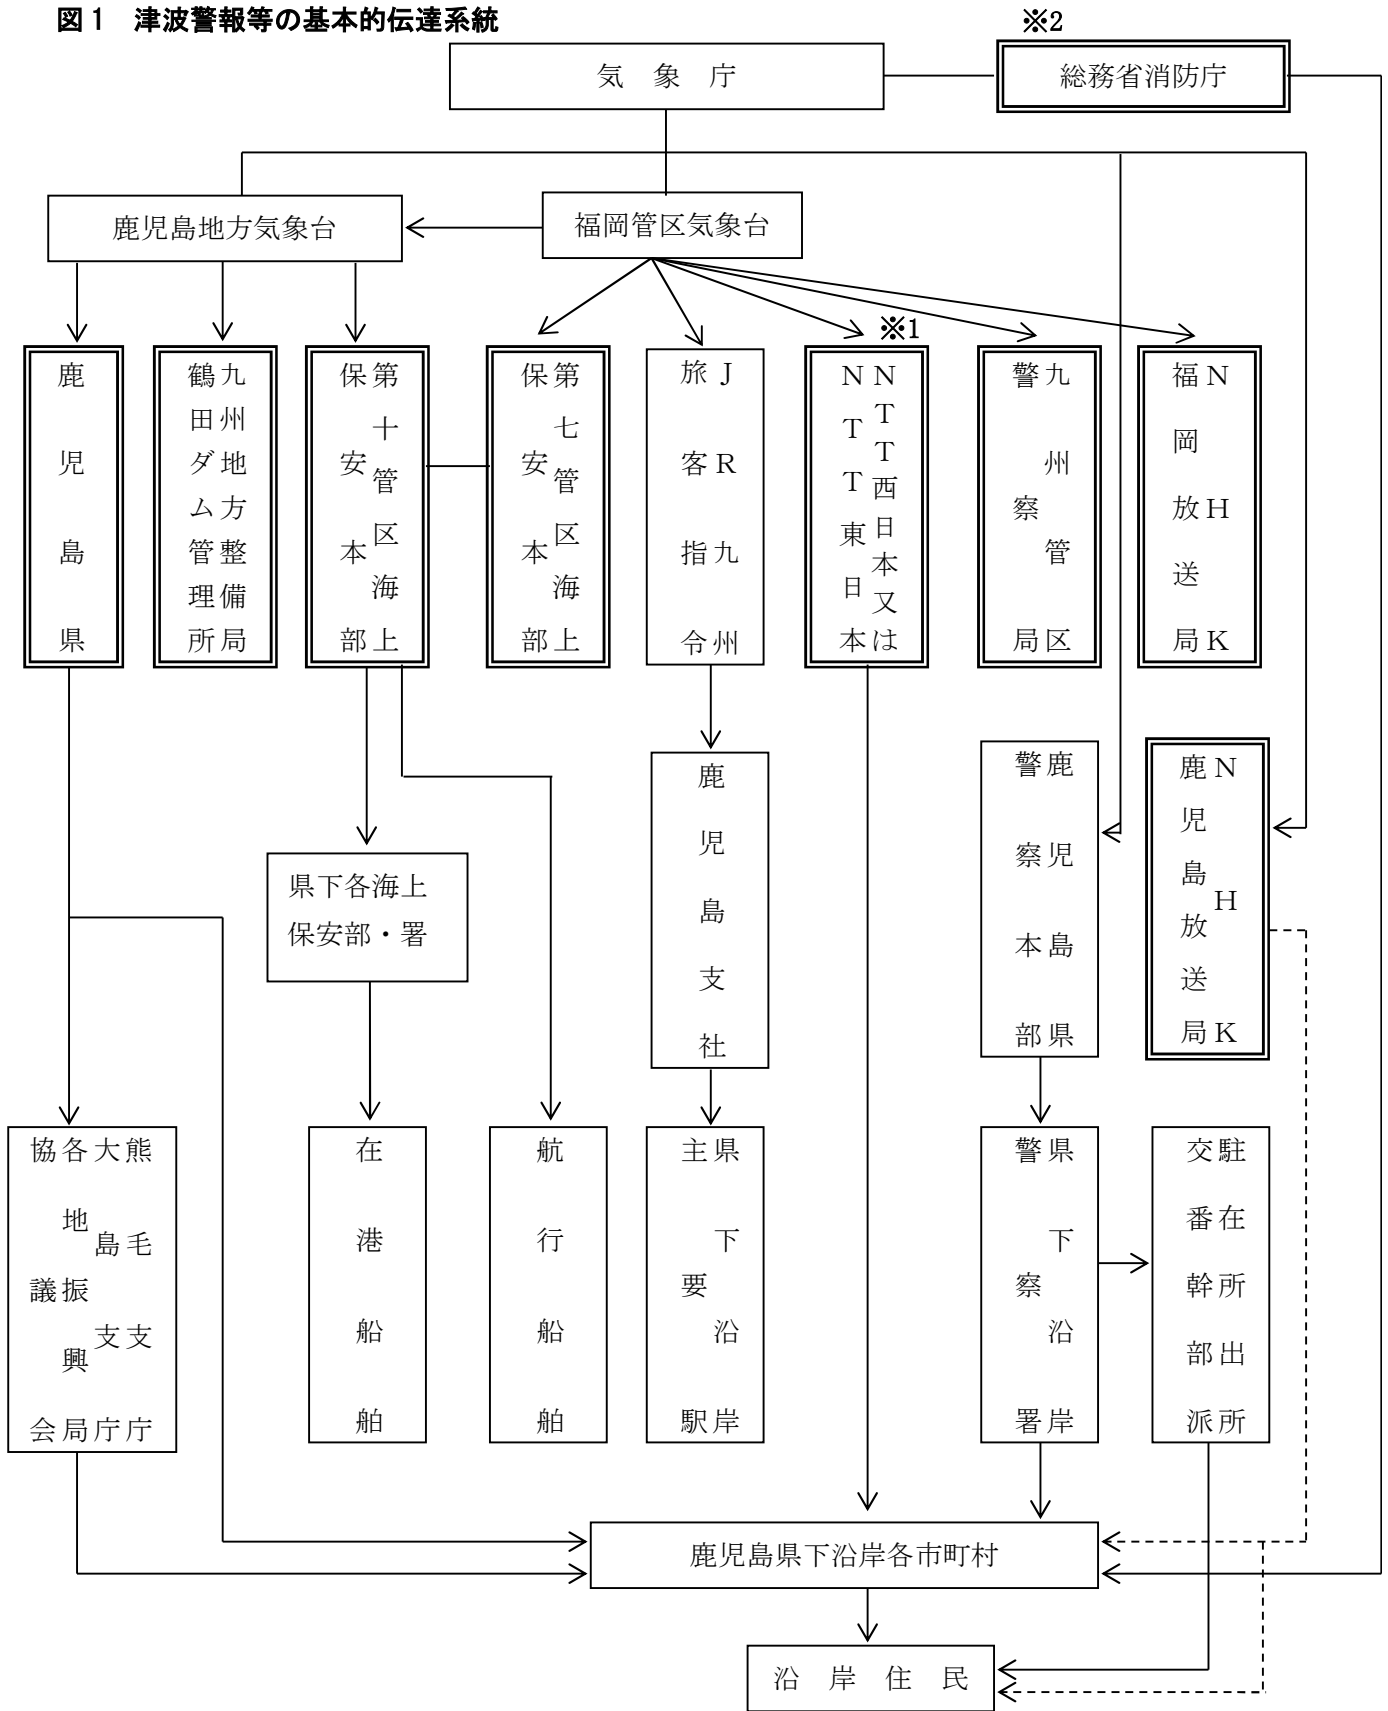 図1 津波警報等の基本的伝達系統
※2
気象庁
総務省消防庁
鹿児島地方気象台
福岡管区気象台
※1
鹿児島県
九州地方整備局
鶴田ダム管理所
第十管区海上
保安本部
第七管区海上
保安本部
JR九州
旅客指令
NTT西日本又は
NTT東日本
九州管区
警察局
NHK
福岡放送局
鹿児島支社
鹿児島県
警察本部
NHK
鹿児島放送局
県下各海上
保安部・署
熊毛支庁
大島支庁
各地振興局
協議会
在港船舶
航行船舶
県下沿岸
主要駅
県下沿岸
警察署
駐在所出所
交番幹部派
鹿児島県下沿岸各市町村
沿岸住民